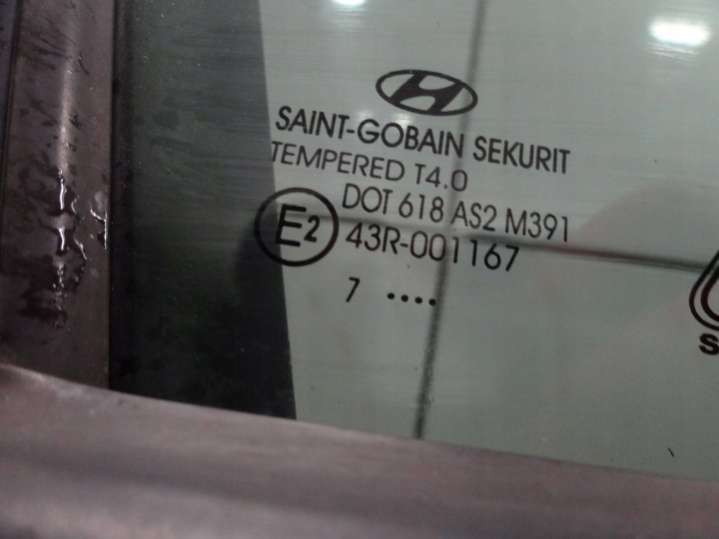 SAINT-GOBAIN SEKURIT
TEMPERED T4.0
DOT 618 AS2 M391
E2
43R-001167
7 ....
S